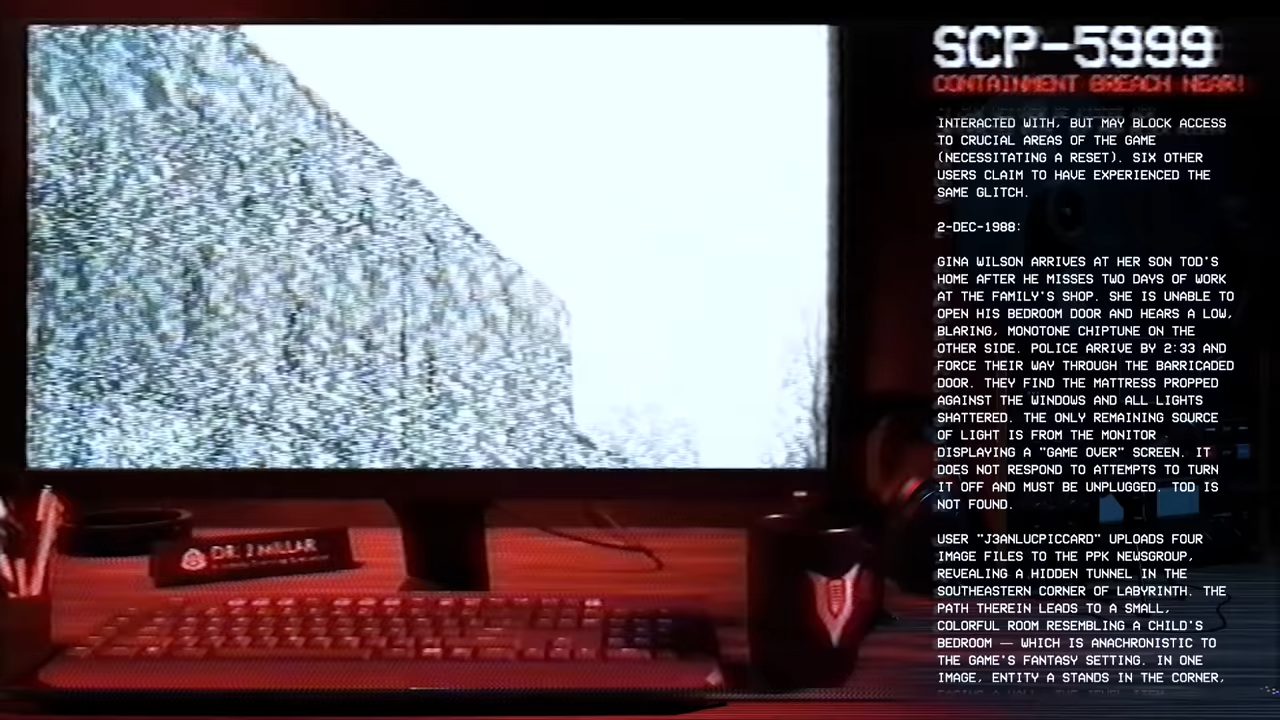 SCP-5999
CONTAINMENT BREACH NEAR!
INTERACTED WITH, BUT MAY BLOCK ACCESS
TO CRUCIAL AREAS OF THE GAME
(NECESSITATING A RESET). SIX OTHER
USERS CLAIM TO HAVE EXPERIENCED THE
SAME GLITCH.
2-DEC-1988:
GINA WILSON ARRIVES AT HER SON TOD'S
HOME AFTER HE MISSES TWO DAYS OF WORK
AT THE FAMILY'S SHOP. SHE IS UNABLE TO
OPEN HIS BEDROOM DOOR AND HEARS A LOW,
BLARING, MONOTONE CHIPTUNE ON THE
OTHER SIDE. POLICE ARRIVE BY 2:33 AND
FORCE THEIR WAY THROUGH THE BARRICADED
DOOR. THEY FIND THE MATTRESS PROPPED
AGAINST THE WINDOWS AND ALL LIGHTS
SHATTERED. THE ONLY REMAINING SOURCE
OF LIGHT IS FROM THE MONITOR
DISPLAYING A "GAME OVER" SCREEN. IT
DOES NOT RESPOND TO ATTEMPTS TO TURN
IT OFF AND MUST BE UNPLUGGED. TOD IS
NOT FOUND.
USER "J3ANLUCPICCARD" UPLOADS FOUR
IMAGE FILES TO THE PPK NEWSGROUP,
REVEALING A HIDDEN TUNNEL IN THE
SOUTHEASTERN CORNER OF LABYRINTH. THE
PATH THEREIN LEADS TO A SMALL,
COLORFUL ROOM RESEMBLING A CHILD'S
BEDROOM — WHICH IS ANACHRONISTIC TO
THE GAME'S FANTASY SETTING. IN ONE
IMAGE, ENTITY A STANDS IN THE CORNER,
DR. J MILLAR